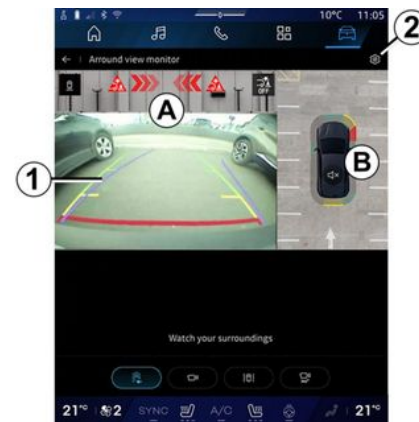 10°C 11:05
2
← Arround view monitor
OFF
A
1
B
Watch your surroundings
21°C 2 SYNC A/C 21°C